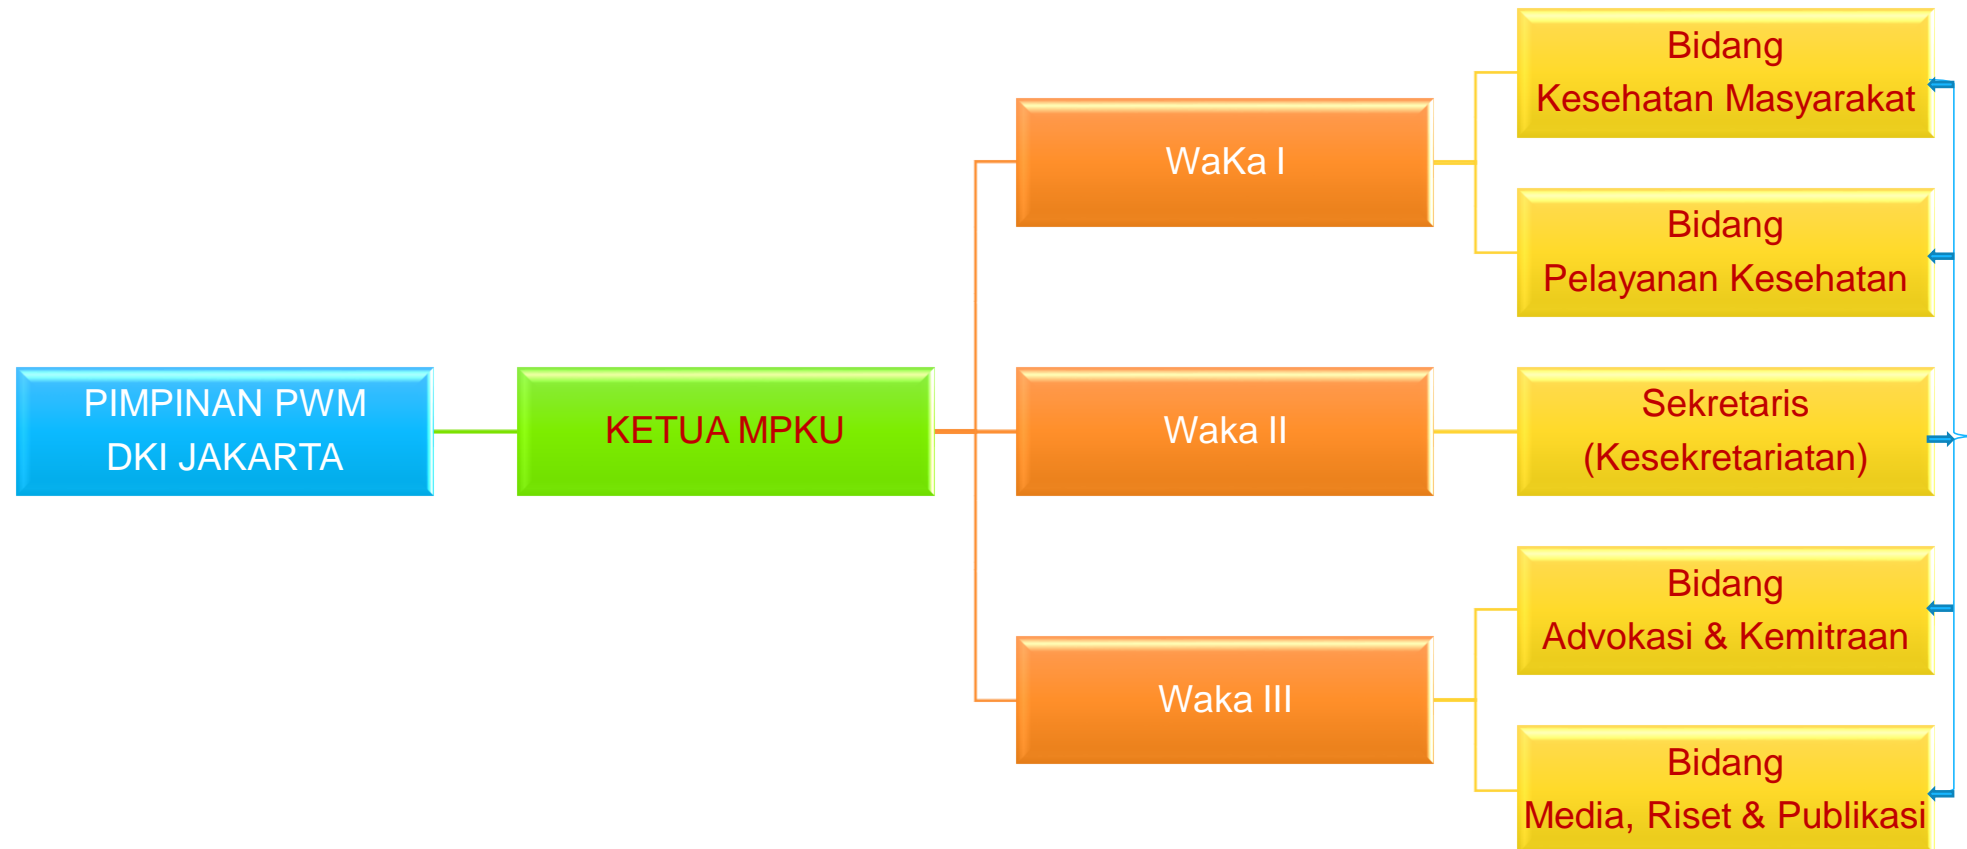 PIMPINAN PWM
DKI JAKARTA
KETUA MPKU
WaKa I
Bidang
Kesehatan Masyarakat
Bidang
Pelayanan Kesehatan
Waka II
Sekretaris
(Kesekretariatan)
Waka III
Bidang
Advokasi & Kemitraan
Bidang
Media, Riset & Publikasi